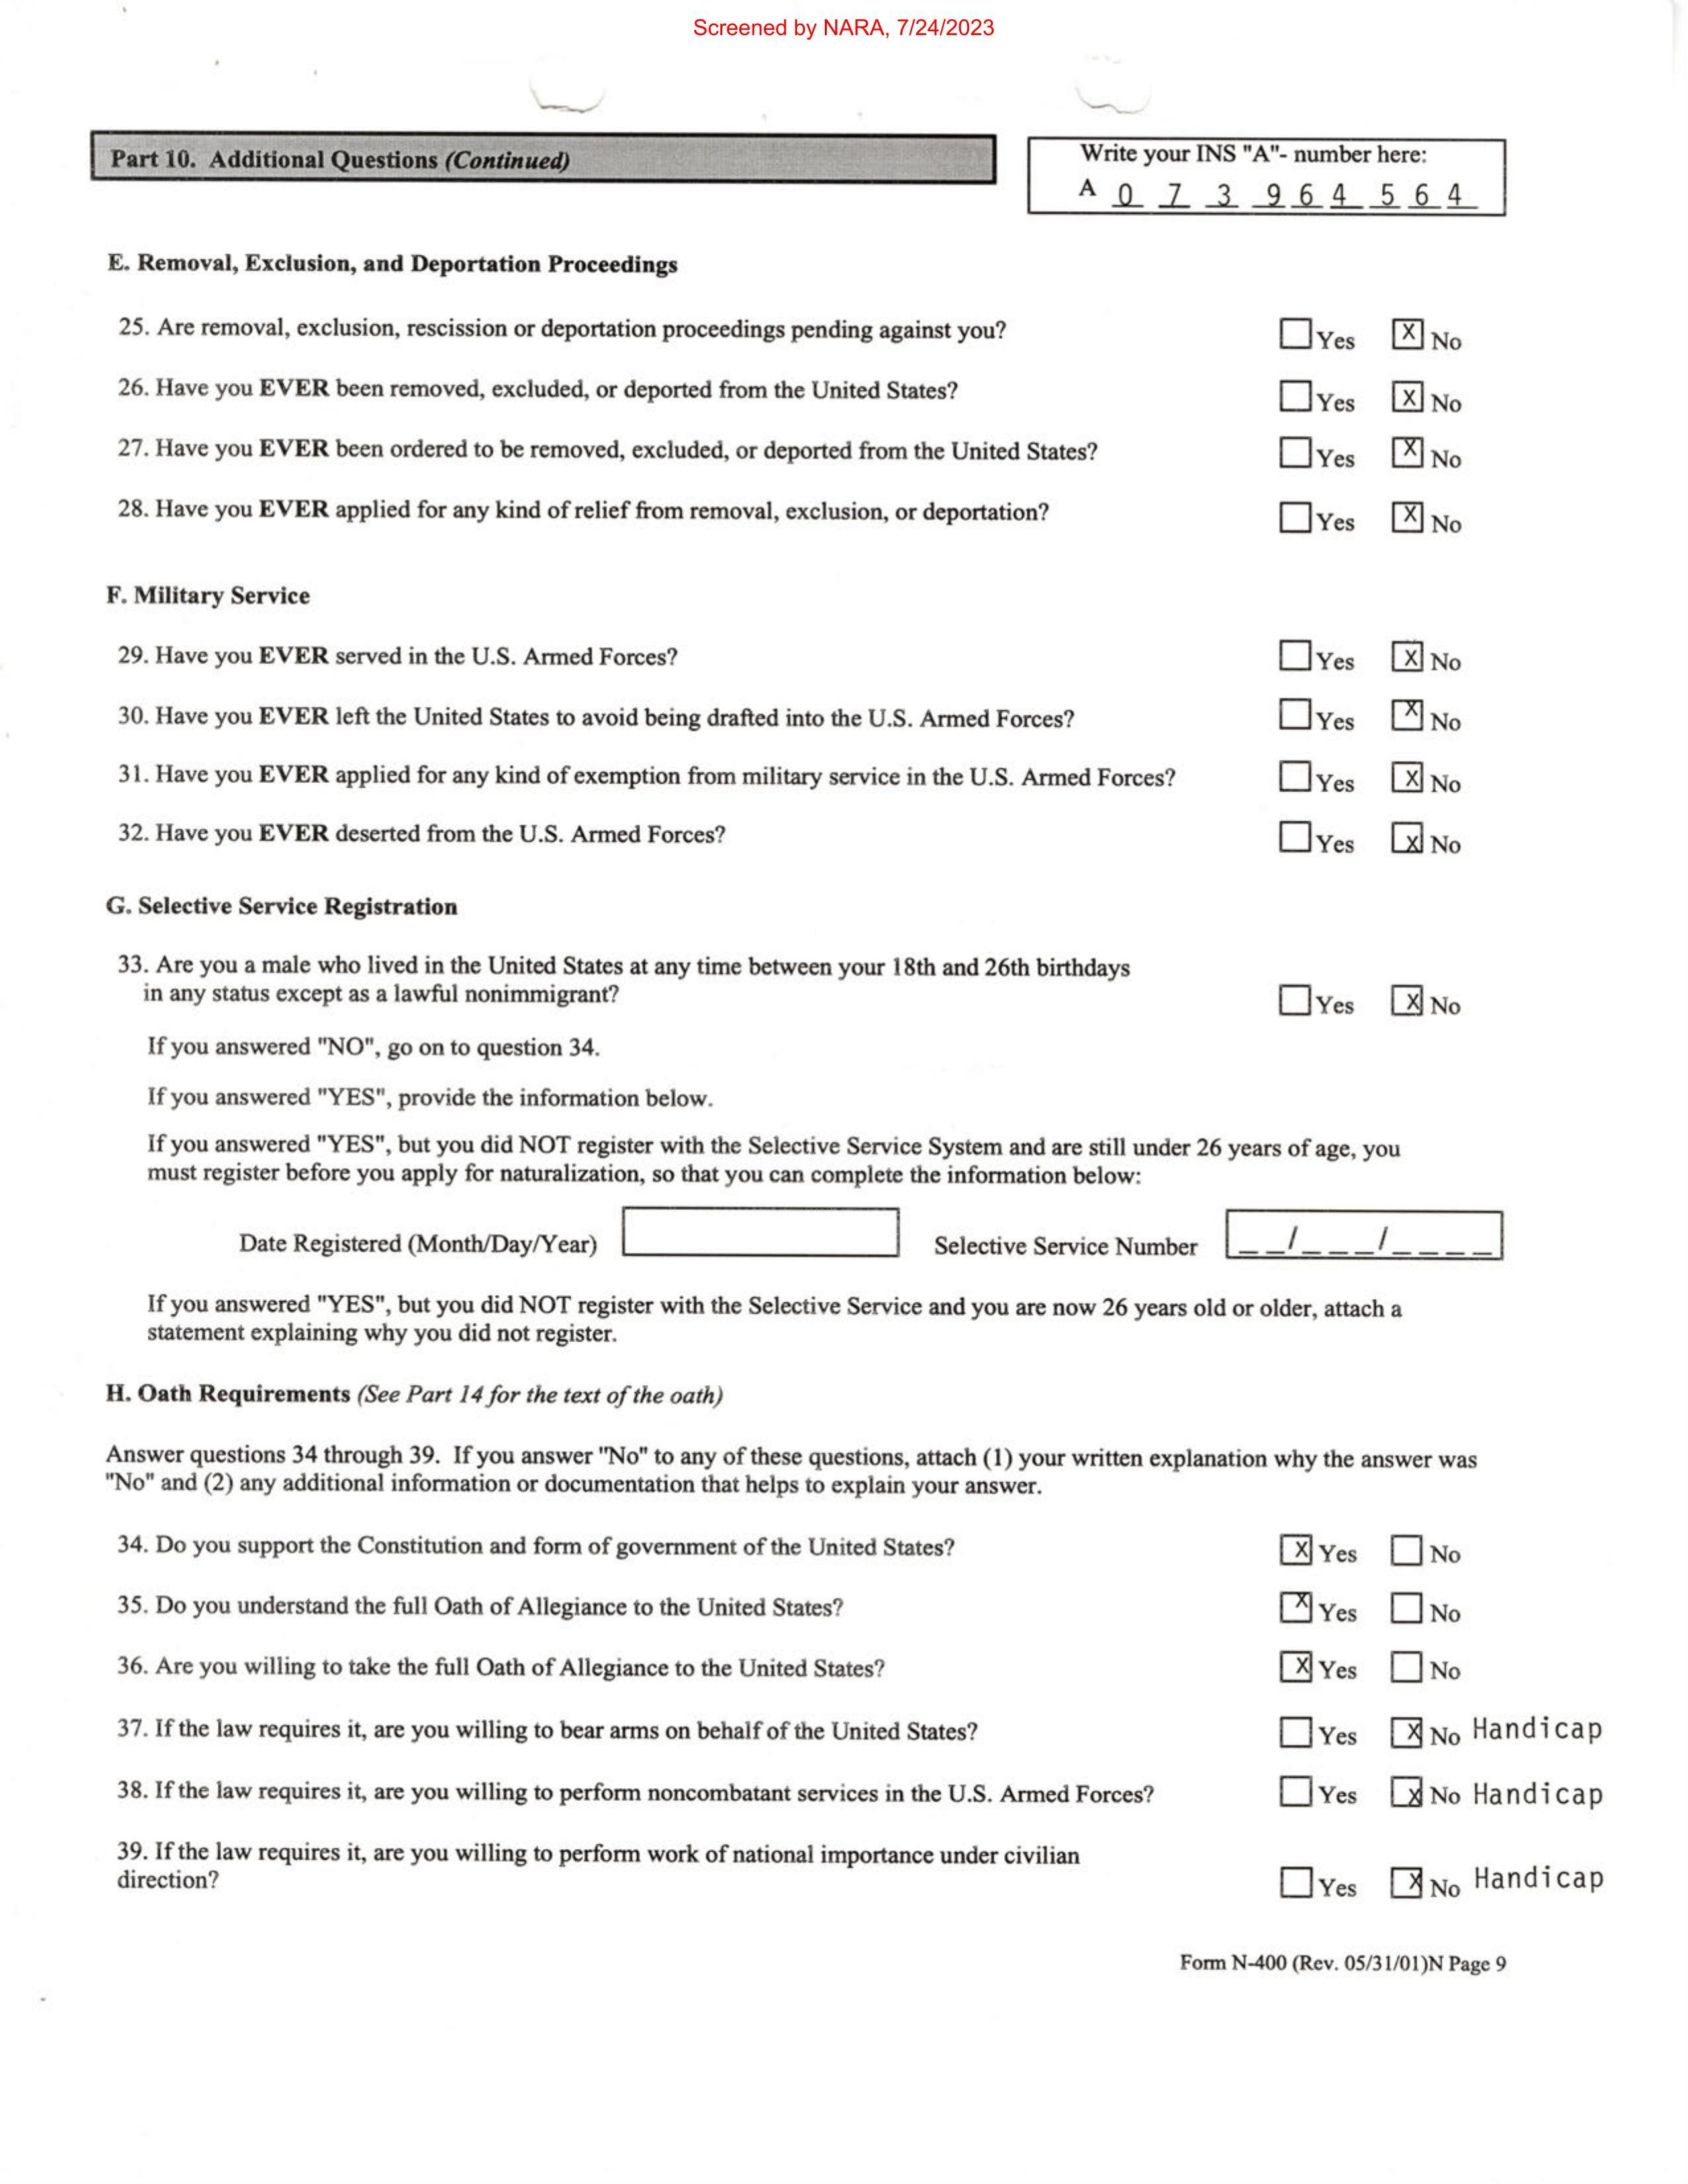 Screened by NARA, 7/24/2023
Part 10. Additional Questions (Continued)
Write your INS "A"- number here:
A 0 7 3 9 6 4 5 6 4
E. Removal, Exclusion, and Deportation Proceedings
25. Are removal, exclusion, rescission or deportation proceedings pending against you? Yes X No
26. Have you EVER been removed, excluded, or deported from the United States? Yes X No
27. Have you EVER been ordered to be removed, excluded, or deported from the United States? Yes X No
28. Have you EVER applied for any kind of relief from removal, exclusion, or deportation? Yes X No
F. Military Service
29. Have you EVER served in the U.S. Armed Forces? Yes X No
30. Have you EVER left the United States to avoid being drafted into the U.S. Armed Forces? Yes X No
31. Have you EVER applied for any kind of exemption from military service in the U.S. Armed Forces? Yes X No
32. Have you EVER deserted from the U.S. Armed Forces? Yes X No
G. Selective Service Registration
33. Are you a male who lived in the United States at any time between your 18th and 26th birthdays
in any status except as a lawful nonimmigrant? Yes X No
If you answered "NO", go on to question 34.
If you answered "YES", provide the information below.
If you answered "YES", but you did NOT register with the Selective Service System and are still under 26 years of age, you
must register before you apply for naturalization, so that you can complete the information below:
Date Registered (Month/Day/Year) Selective Service Number _ _/_ _ _/_ _ _ _
If you answered "YES", but you did NOT register with the Selective Service and you are now 26 years old or older, attach a
statement explaining why you did not register.
H. Oath Requirements (See Part 14 for the text of the oath)
Answer questions 34 through 39. If you answer "No" to any of these questions, attach (1) your written explanation why the answer was
"No" and (2) any additional information or documentation that helps to explain your answer.
34. Do you support the Constitution and form of government of the United States? X Yes No
35. Do you understand the full Oath of Allegiance to the United States? X Yes No
36. Are you willing to take the full Oath of Allegiance to the United States? X Yes No
37. If the law requires it, are you willing to bear arms on behalf of the United States? Yes X No Handicap
38. If the law requires it, are you willing to perform noncombatant services in the U.S. Armed Forces? Yes X No Handicap
39. If the law requires it, are you willing to perform work of national importance under civilian
direction? Yes X No Handicap
Form N-400 (Rev. 05/31/01)N Page 9